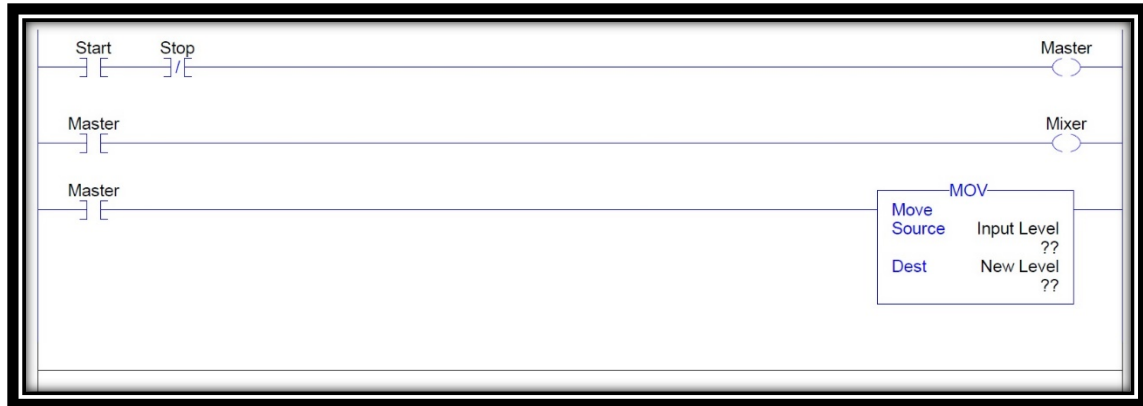 Start Stop Master
Master Mixer
Master
MOV
Move
Source Input Level
??
Dest New Level
??